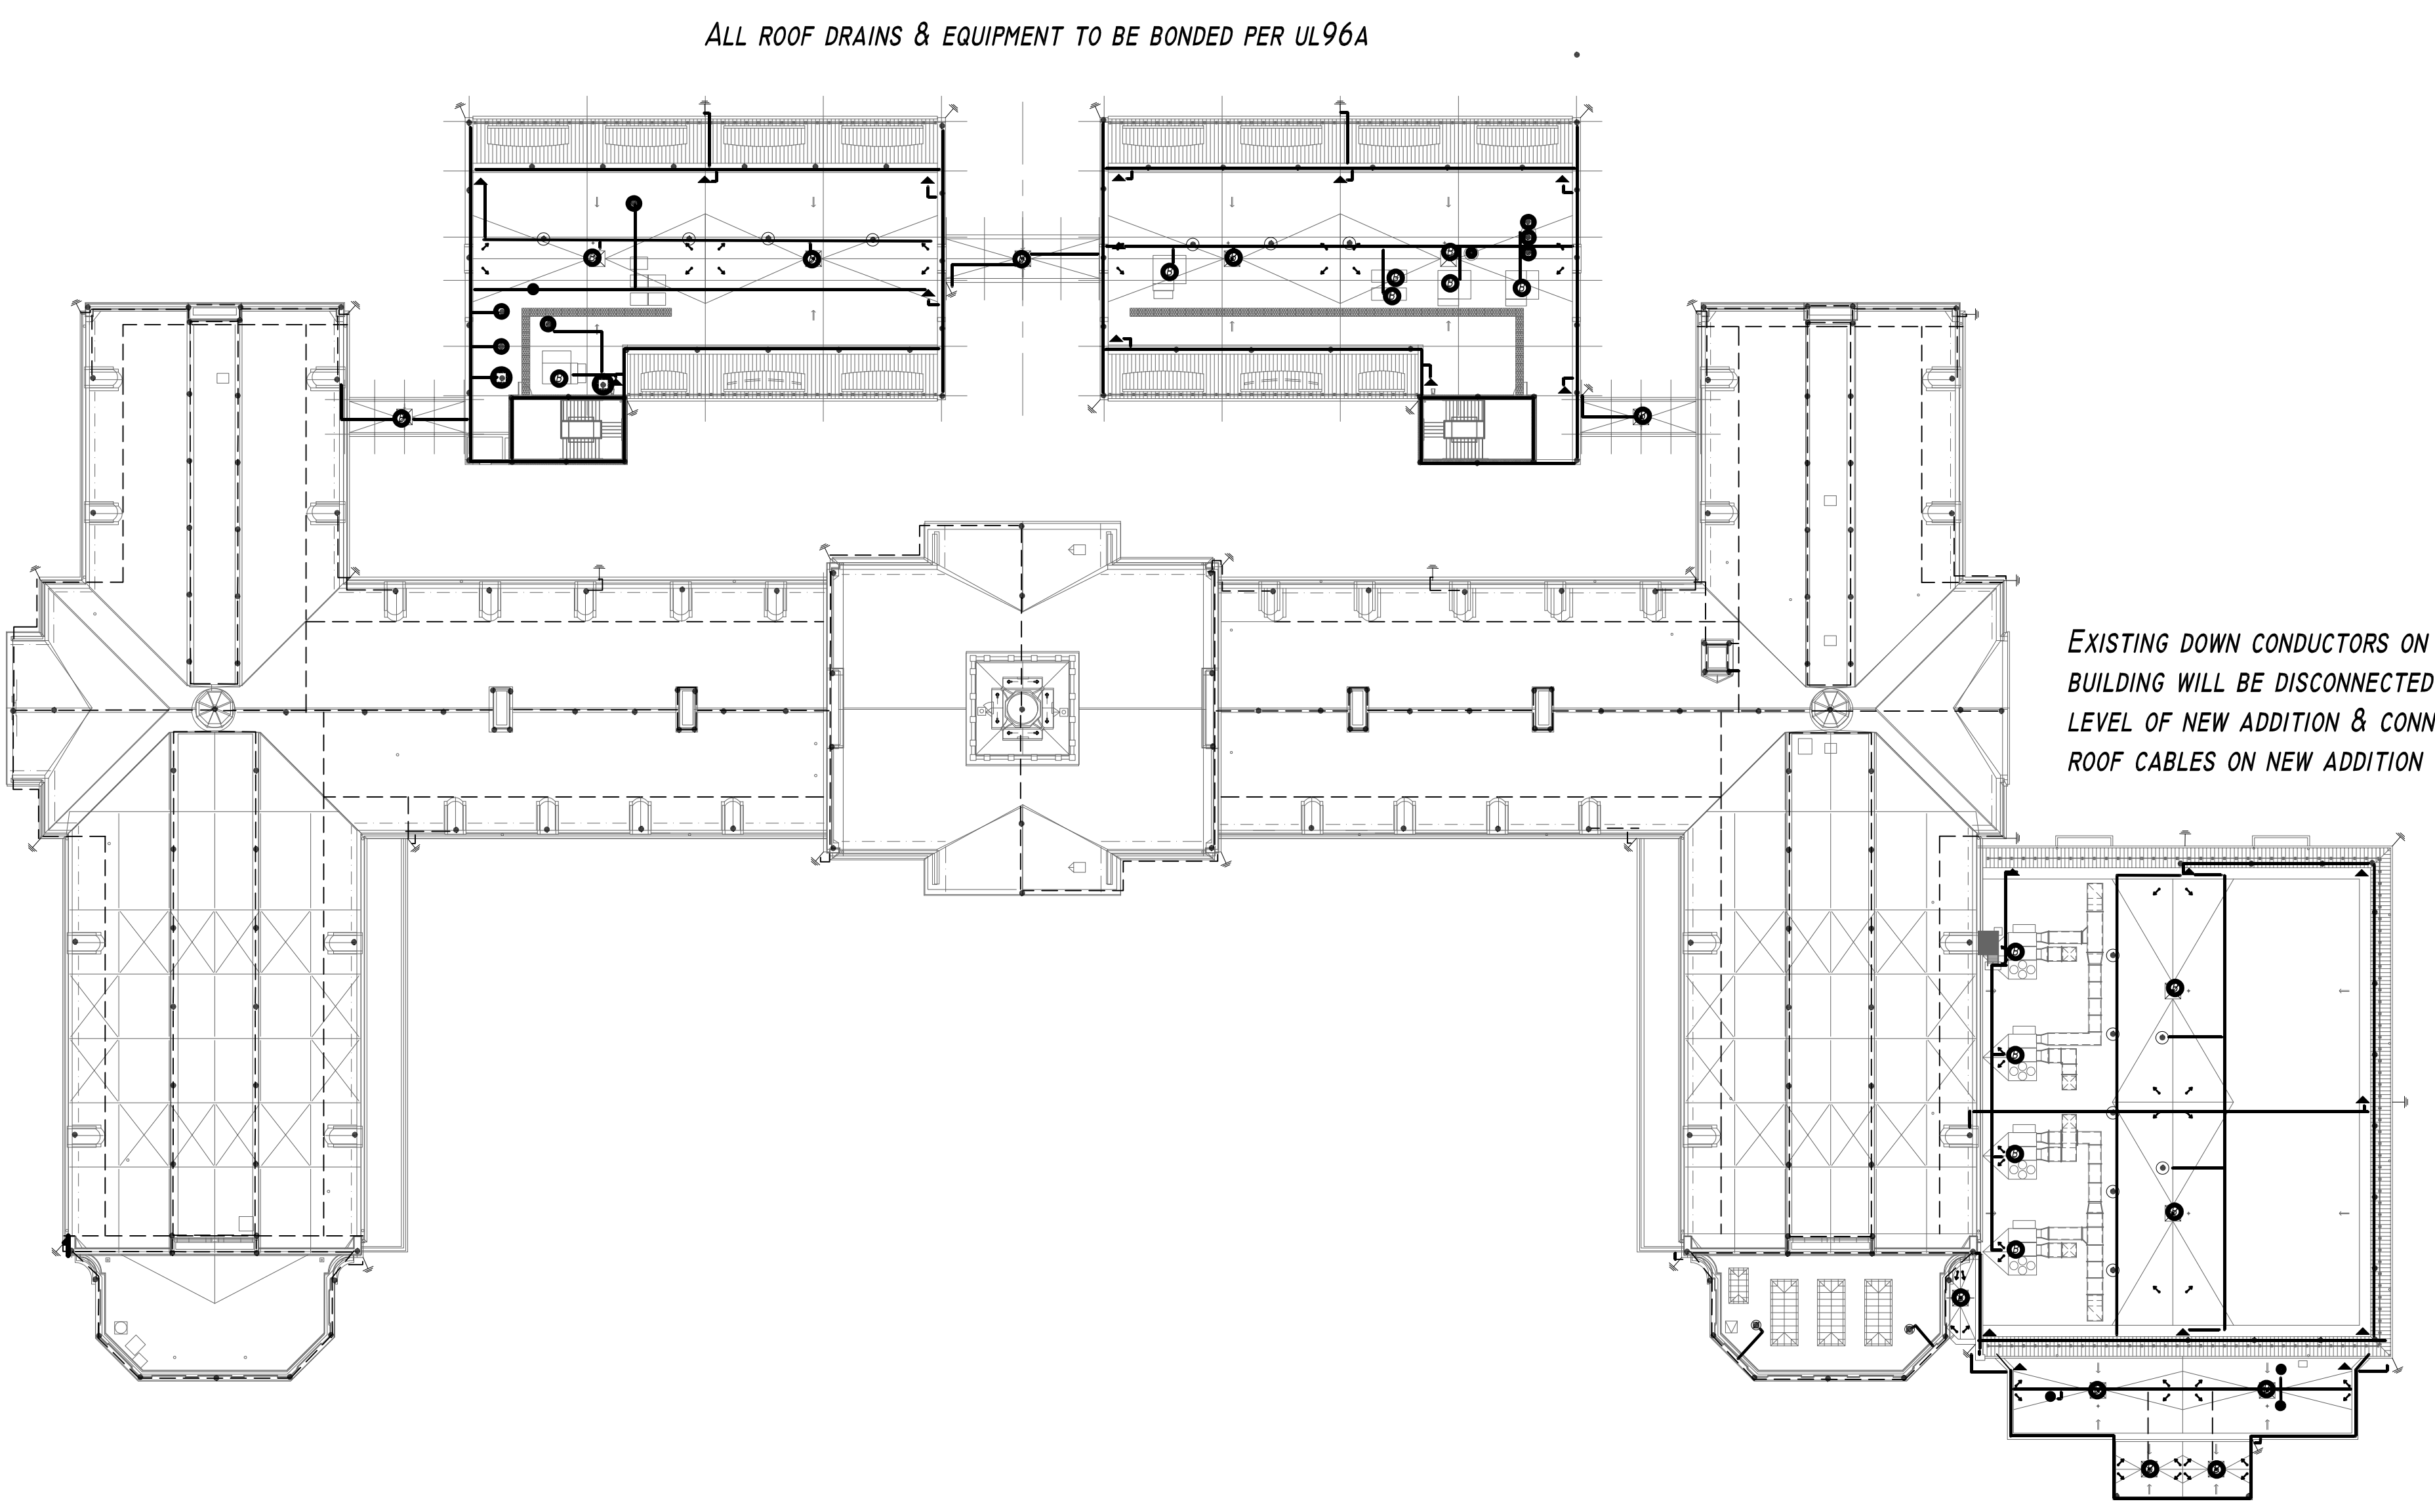 All roof drains & equipment to be bonded per UL96A
Existing down conductors on
building will be disconnected
level of new addition & conn
roof cables on new addition